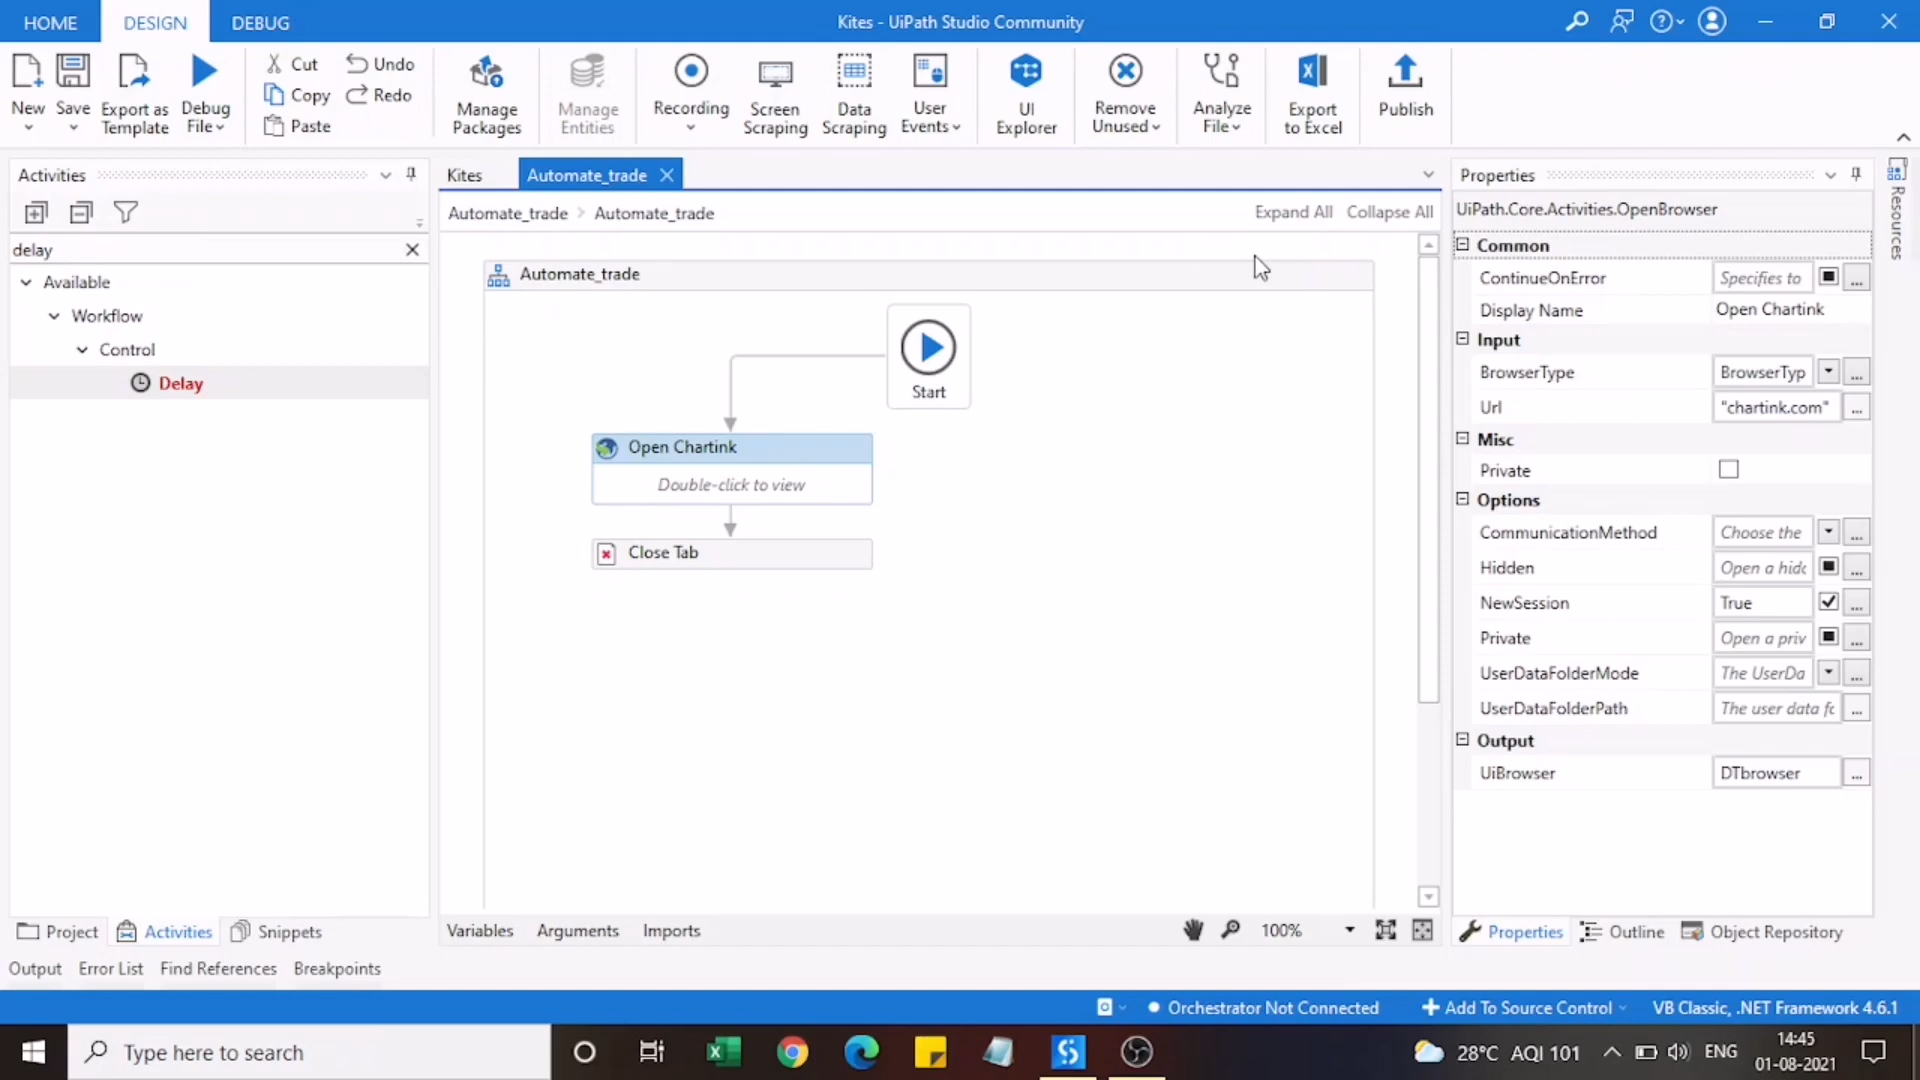 HOME DESIGN DEBUG
Kites - UiPath Studio Community
New
Save
Export as
Template
Debug
File
Cut
Copy
Paste
Undo
Redo
Manage
Packages
Manage
Entities
Recording
Screen
Scraping
Data
Scraping
User
Events
UI
Explorer
Remove
Unused
Analyze
File
Export
to Excel
Publish
Activities
delay
Available
Workflow
Control
Delay
Kites Automate_trade
Automate_trade > Automate_trade Expand All Collapse All
Automate_trade
Start
Open Chartink
Double-click to view
Close Tab
Properties
UiPath.Core.Activities.OpenBrowser
Common
ContinueOnError Specifies to ...
Display Name Open Chartink
Input
BrowserType BrowserTyp ...
Url "chartink.com" ...
Misc
Private
Options
CommunicationMethod Choose the ...
Hidden Open a hidc ...
NewSession True ...
Private Open a priv ...
UserDataFolderMode The UserDa ...
UserDataFolderPath The user data fc ...
Output
UiBrowser DTbrowser ...
Resources
Project Activities Snippets
Variables Arguments Imports 100%
Properties Outline Object Repository
Output Error List Find References Breakpoints
Orchestrator Not Connected Add To Source Control VB Classic, .NET Framework 4.6.1
Type here to search
28°C AQI 101 ENG
14:45
01-08-2021